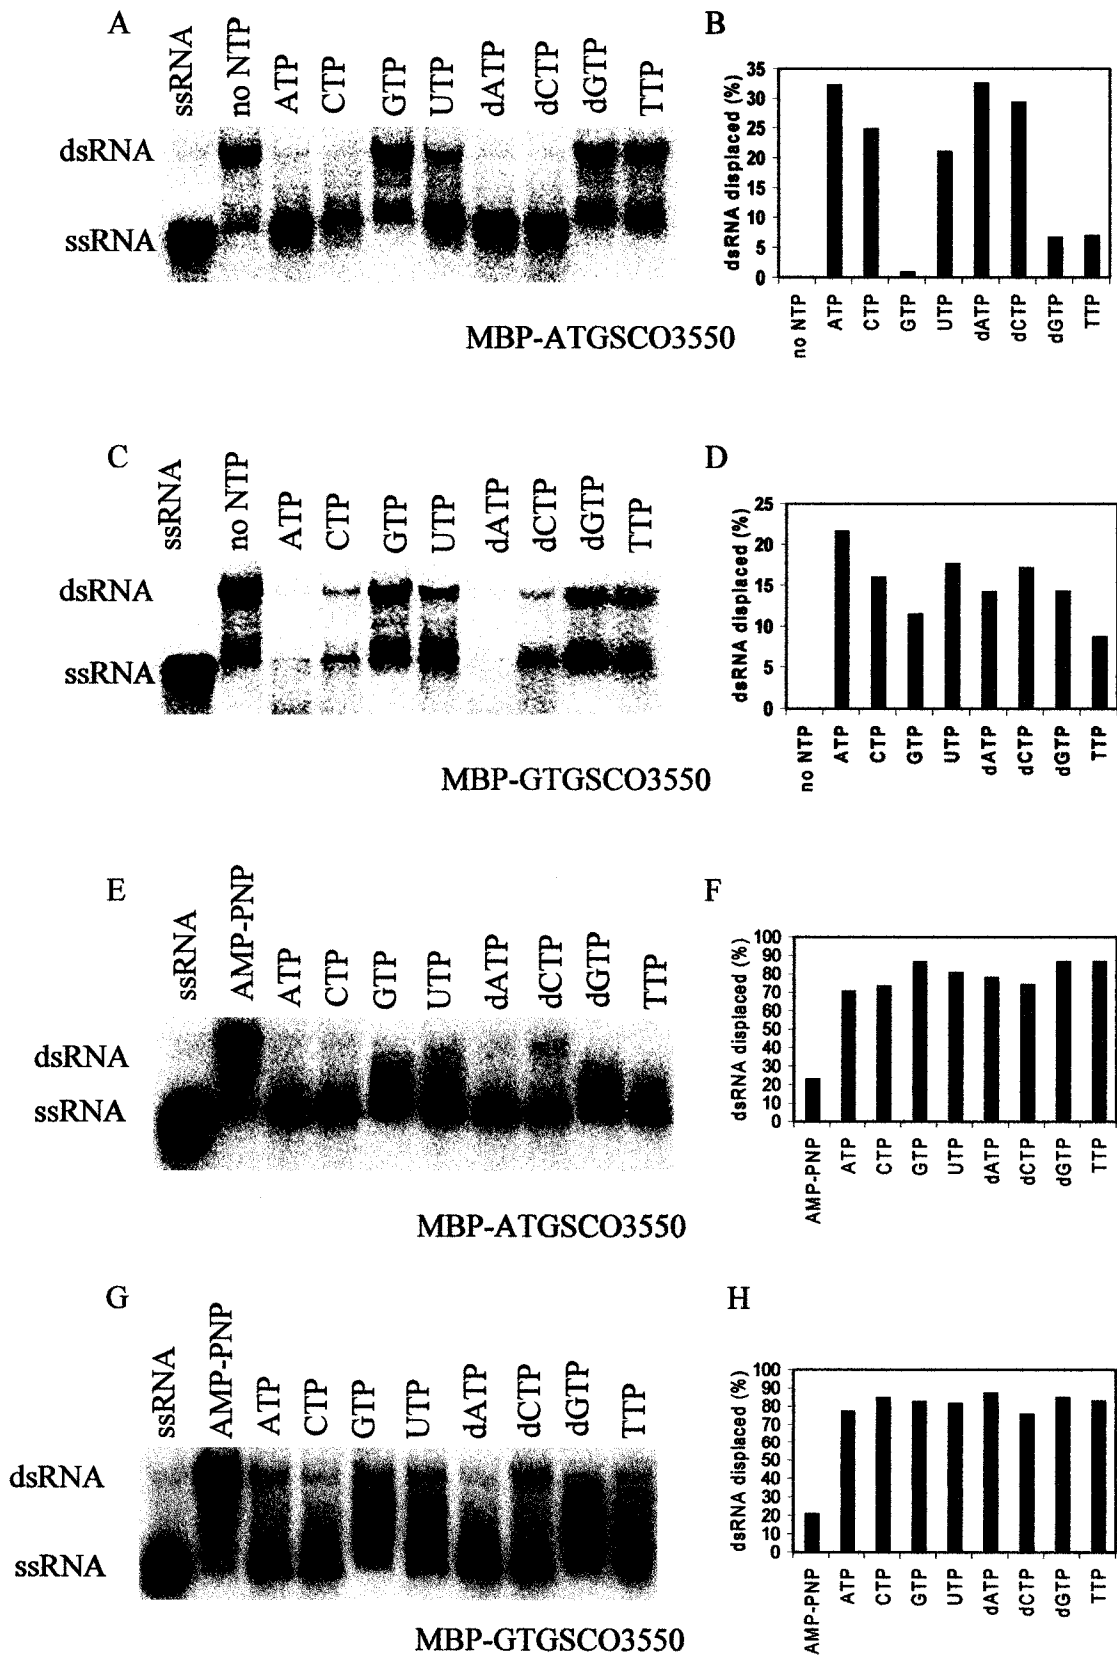 A
ssRNA
no NTP
ATP
CTP
GTP
UTP
dATP
dCTP
dGTP
TTP
dsRNA
ssRNA
MBP-ATGSCO3550
B
dsRNA displaced (%)
35
30
25
20
15
10
5
0
no NTP
ATP
CTP
GTP
UTP
dATP
dCTP
dGTP
TTP
C
ssRNA
no NTP
ATP
CTP
GTP
UTP
dATP
dCTP
dGTP
TTP
dsRNA
ssRNA
MBP-GTGSCO3550
D
dsRNA displaced (%)
25
20
15
10
5
0
no NTP
ATP
CTP
GTP
UTP
dATP
dCTP
dGTP
TTP
E
ssRNA
AMP-PNP
ATP
CTP
GTP
UTP
dATP
dCTP
dGTP
TTP
dsRNA
ssRNA
MBP-ATGSCO3550
F
dsRNA displaced (%)
100
90
80
70
60
50
40
30
20
10
0
AMP-PNP
ATP
CTP
GTP
UTP
dATP
dCTP
dGTP
TTP
G
ssRNA
AMP-PNP
ATP
CTP
GTP
UTP
dATP
dCTP
dGTP
TTP
dsRNA
ssRNA
MBP-GTGSCO3550
H
dsRNA displaced (%)
100
90
80
70
60
50
40
30
20
10
0
AMP-PNP
ATP
CTP
GTP
UTP
dATP
dCTP
dGTP
TTP